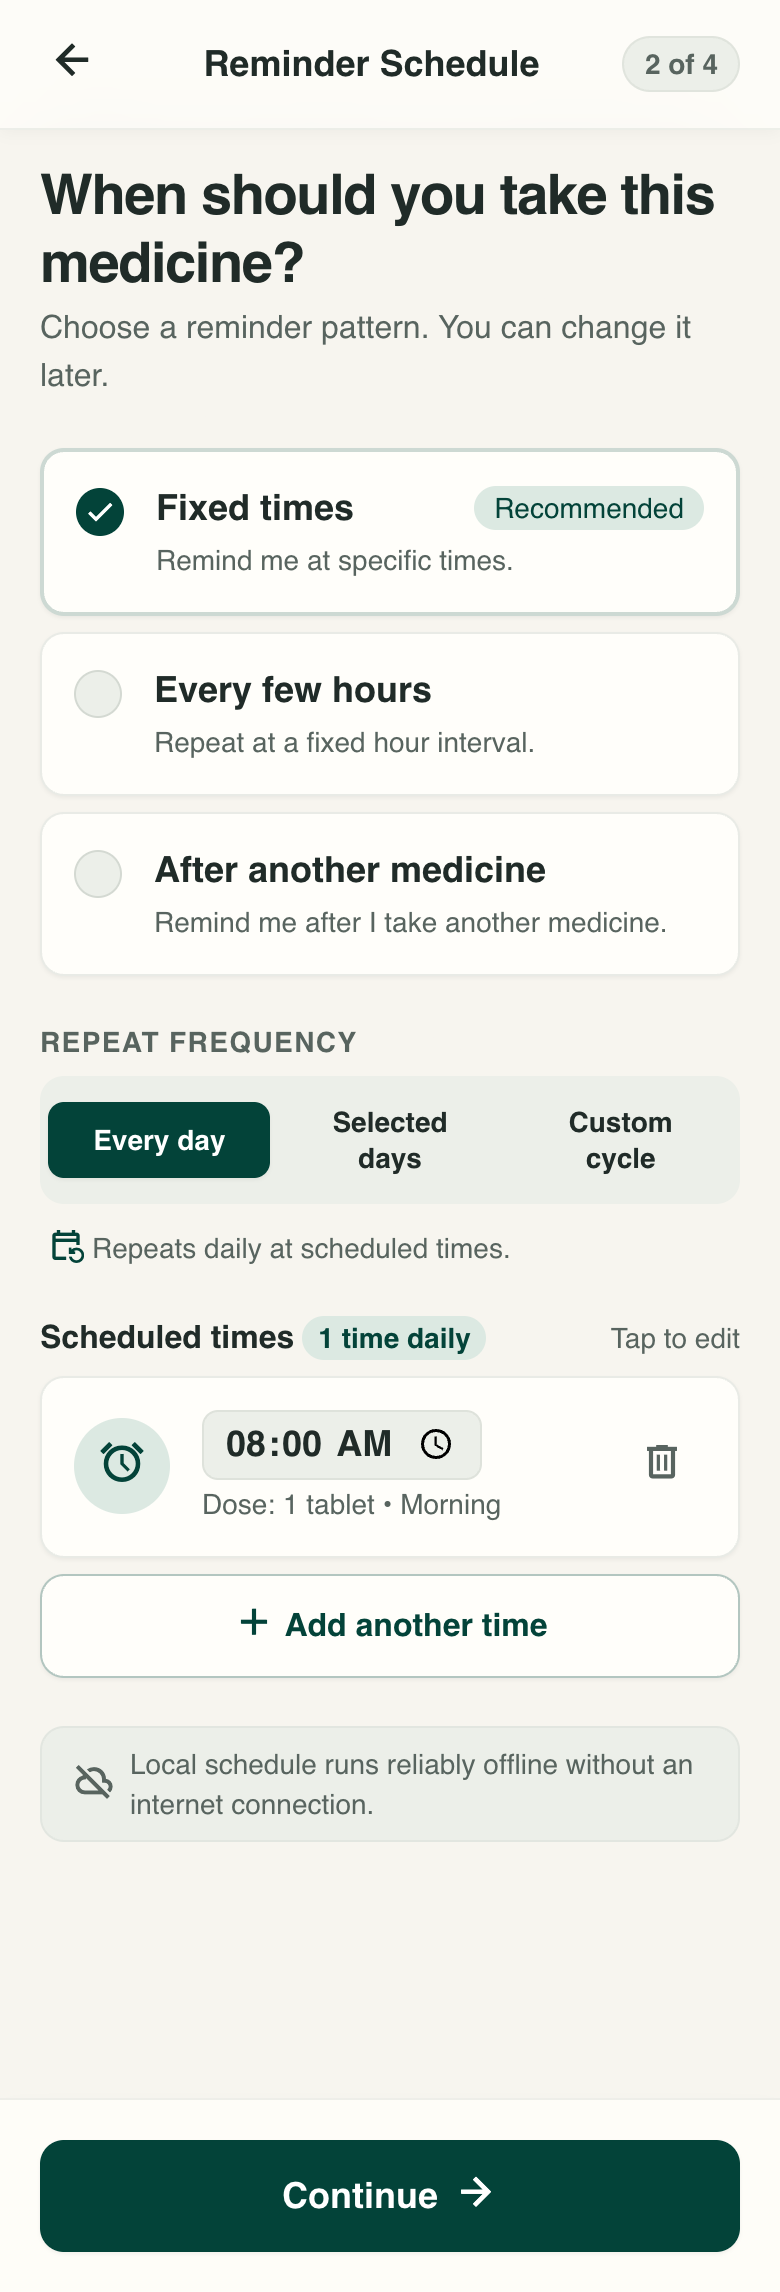 Reminder Schedule
2 of 4
When should you take this
medicine?
Choose a reminder pattern. You can change it
later.
Fixed times
Recommended
Remind me at specific times.
Every few hours
Repeat at a fixed hour interval.
After another medicine
Remind me after I take another medicine.
REPEAT FREQUENCY
Every day
Selected
days
Custom
cycle
Repeats daily at scheduled times.
Scheduled times
1 time daily
Tap to edit
08:00 AM
Dose: 1 tablet • Morning
Add another time
Local schedule runs reliably offline without an
internet connection.
Continue